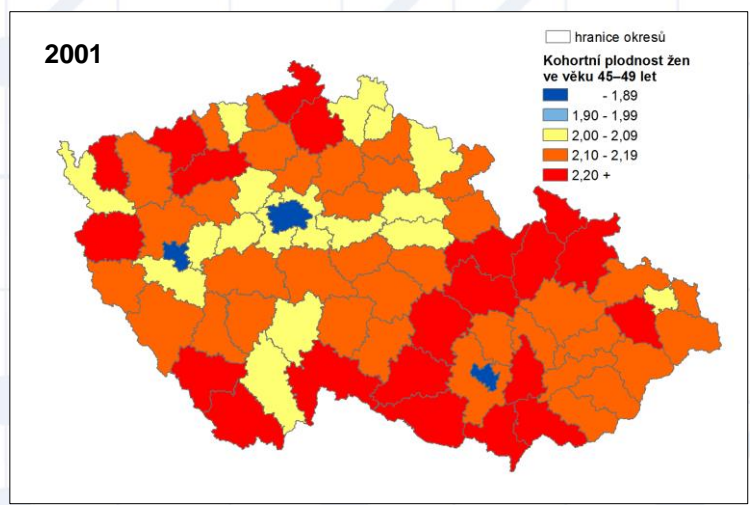 2001
hranice okresů
Kohortní plodnost žen
ve věku 45–49 let
- 1,89
1,90 - 1,99
2,00 - 2,09
2,10 - 2,19
2,20 +